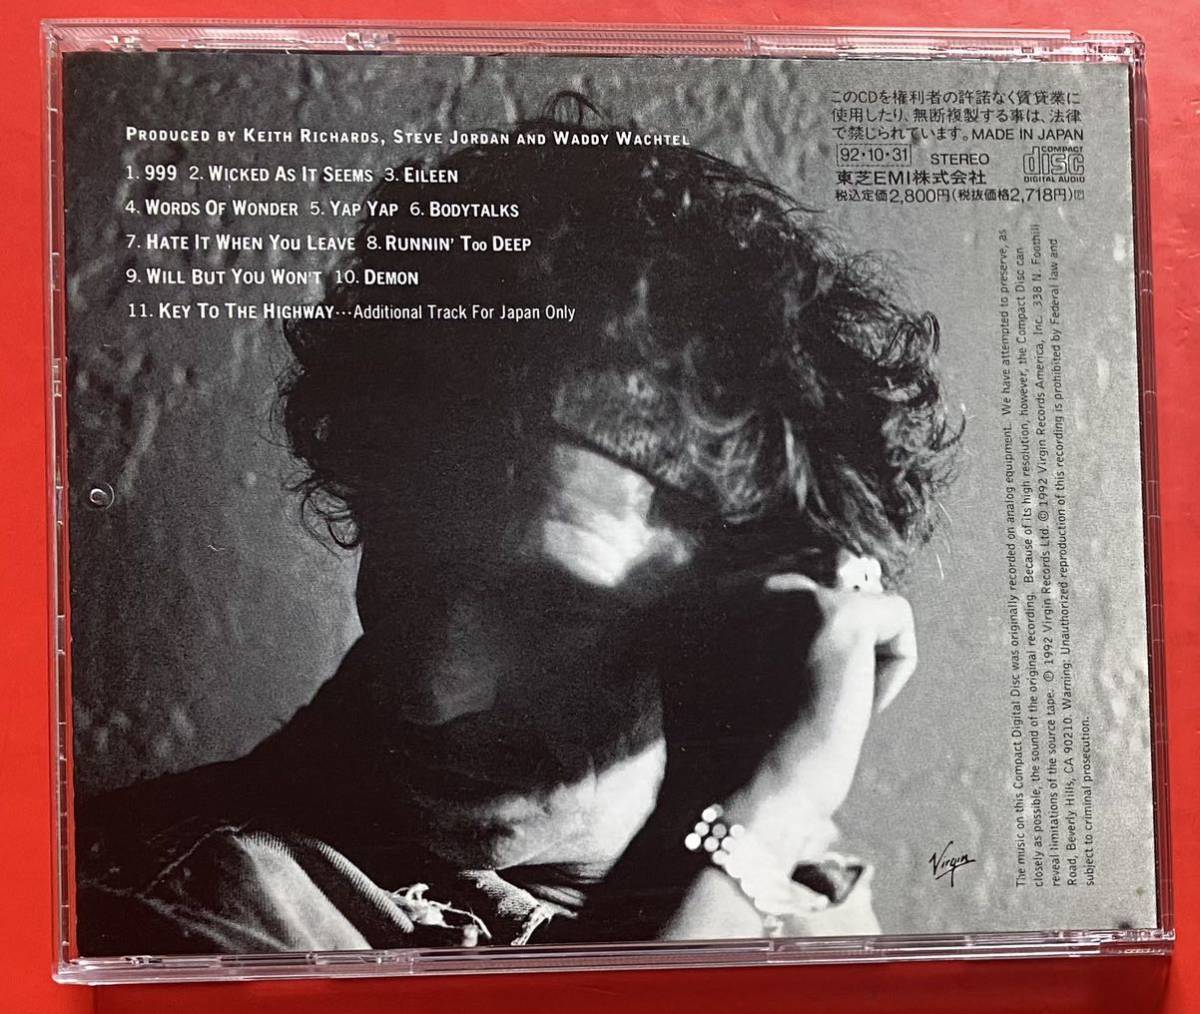 PRODUCED BY KEITH RICHARDS, STEVE JORDAN AND WADDY WACHTEL
1. 999 2. WICKED AS IT SEEMS 3. EILEEN
4. WORDS OF WONDER 5. YAP YAP 6. BODYTALKS
7. HATE IT WHEN YOU LEAVE 8. RUNNIN' TOO DEEP
9. WILL BUT YOU WON'T 10. DEMON
11. KEY TO THE HIGHWAY…Additional Track For Japan Only
このCDを権利者の許諾なく賃貸業に
使用したり、無断複製する事は、法律
で禁じられています。MADE IN JAPAN
92・10・31 STEREO
COMPACT
disc
DIGITAL AUDIO
東芝EMI株式会社
税込定価2,800円(税抜価格2,718円)
The music on this Compact Digital Disc was originally recorded on analog equipment. We have attempted to preserve, as
closely as possible, the sound of the original recording. Because of its high resolution, however, the Compact Disc can
reveal limitations of the source tape. ℗ 1992 Virgin Records Ltd. © 1992 Virgin Records America, Inc. 338 N. Foothill
Road, Beverly Hills, CA 90210. Warning: Unauthorized reproduction of this recording is prohibited by Federal law and
subject to criminal prosecution.
Virgin